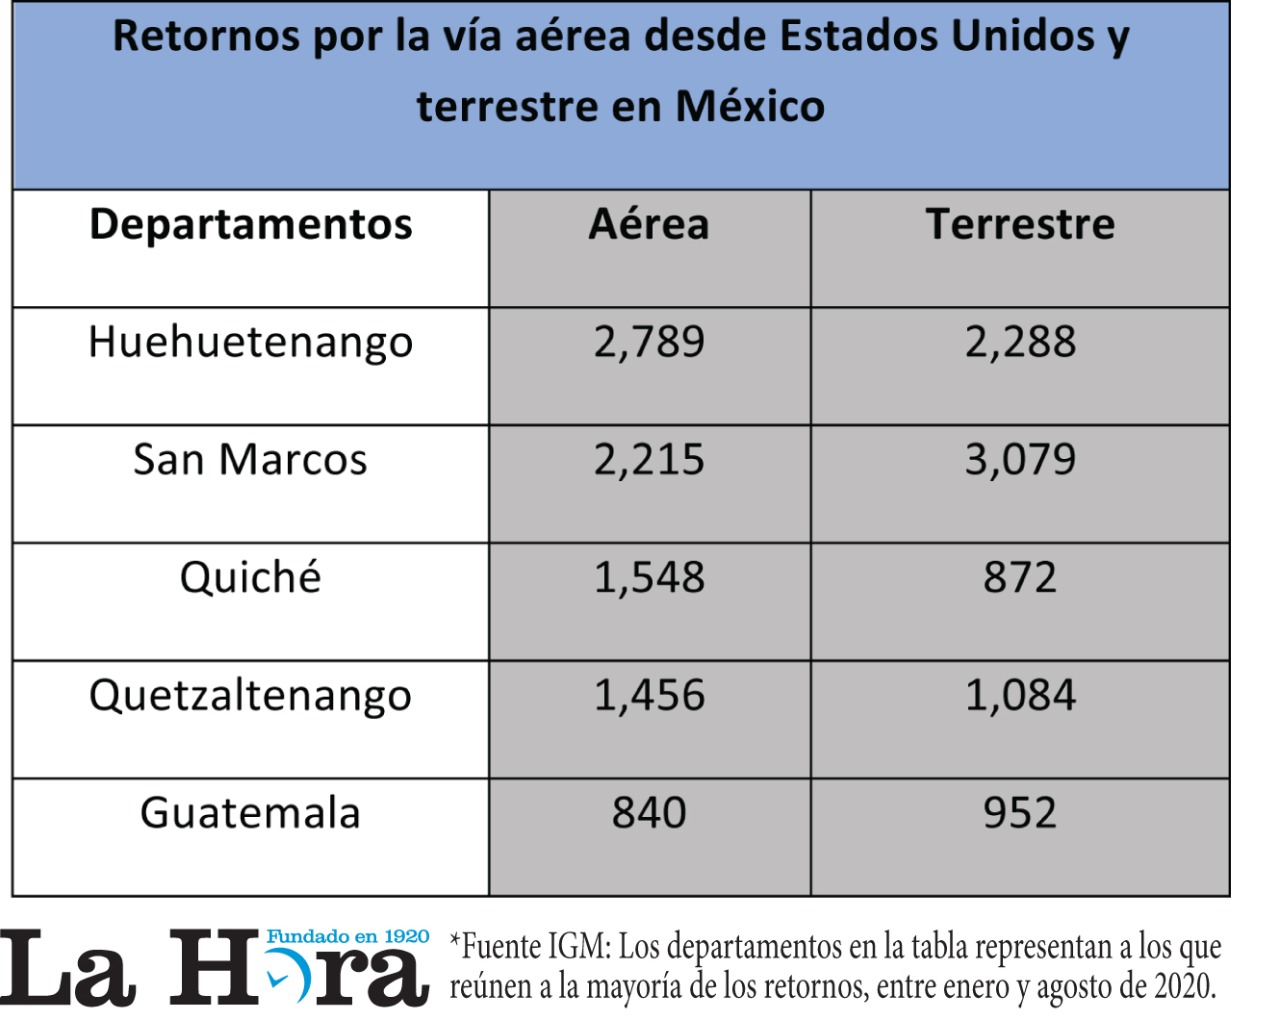 Retornos por la vía aérea desde Estados Unidos y
terrestre en México
Departamentos Aérea Terrestre
Huehuetenango 2,789 2,288
San Marcos 2,215 3,079
Quiché 1,548 872
Quetzaltenango 1,456 1,084
Guatemala 840 952
La Hora
Fundado en 1920
*Fuente IGM: Los departamentos en la tabla representan a los que
reúnen a la mayoría de los retornos, entre enero y agosto de 2020.